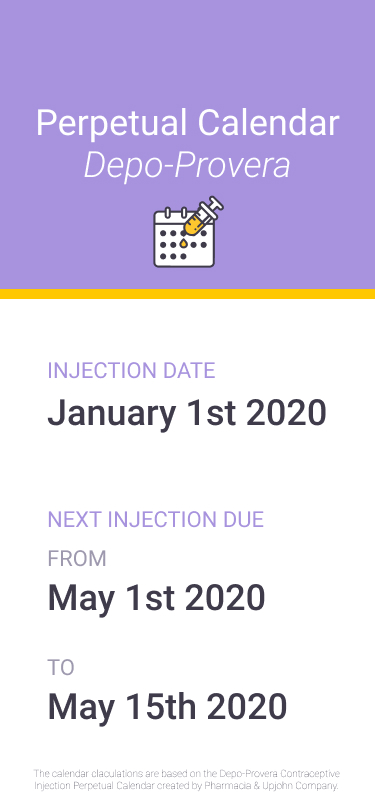 Perpetual Calendar
Depo-Provera
INJECTION DATE
January 1st 2020
NEXT INJECTION DUE
FROM
May 1st 2020
TO
May 15th 2020
The calendar claculations are based on the Depo-Provera Contraceptive
Injection Perpetual Calendar created by Pharmacia & Upjohn Company.